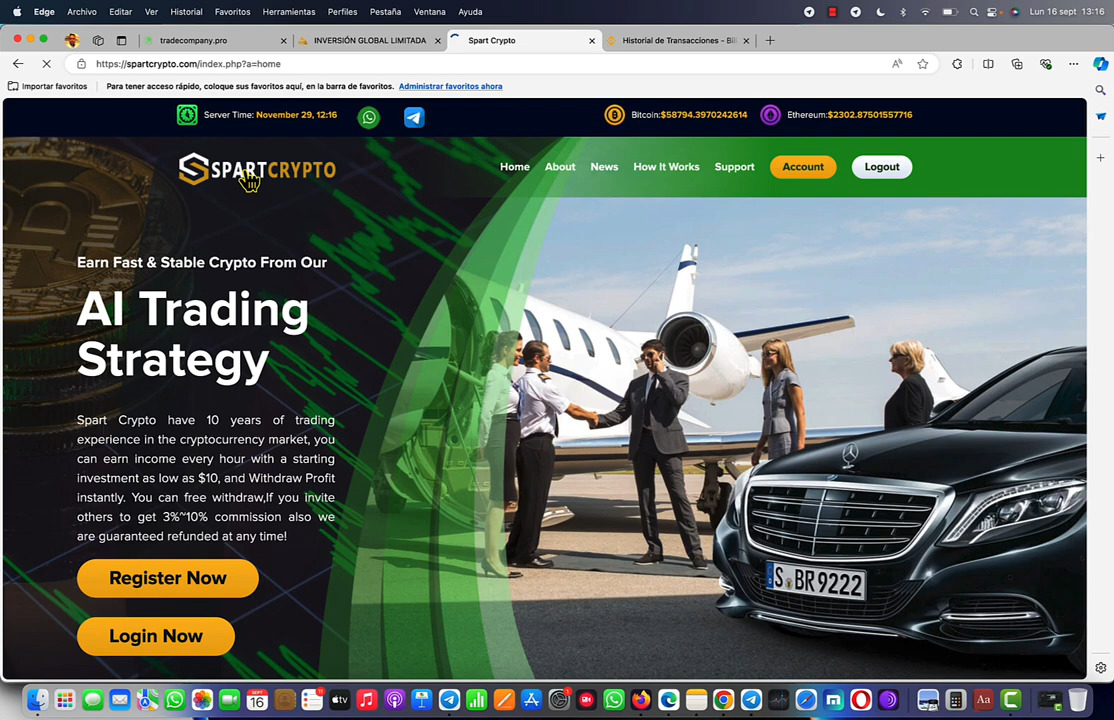 Edge Archivo Editar Ver Historial Favoritos Herramientas Perfiles Pestaña Ventana Ayuda Lun 16 sept 13:16
tradecompany.pro INVERSIÓN GLOBAL LIMITADA Spart Crypto Historial de Transacciones - Bil
https://spartcrypto.com/index.php?a=home
Importar favoritos Para tener acceso rápido, coloque sus favoritos aquí, en la barra de favoritos. Administrar favoritos ahora
Server Time: November 29, 12:16 Bitcoin:$58794.3970242614 Ethereum:$2302.87501557716
SPARTCRYPTO Home About News How It Works Support Account Logout
Earn Fast & Stable Crypto From Our
AI Trading
Strategy
Spart Crypto have 10 years of trading
experience in the cryptocurrency market, you
can earn income every hour with a starting
investment as low as $10, and Withdraw Profit
instantly. You can free withdraw,If you invite
others to get 3%~10% commission also we
are guaranteed refunded at any time!
Register Now
Login Now
S BR 9222
SEPT
16
Aa